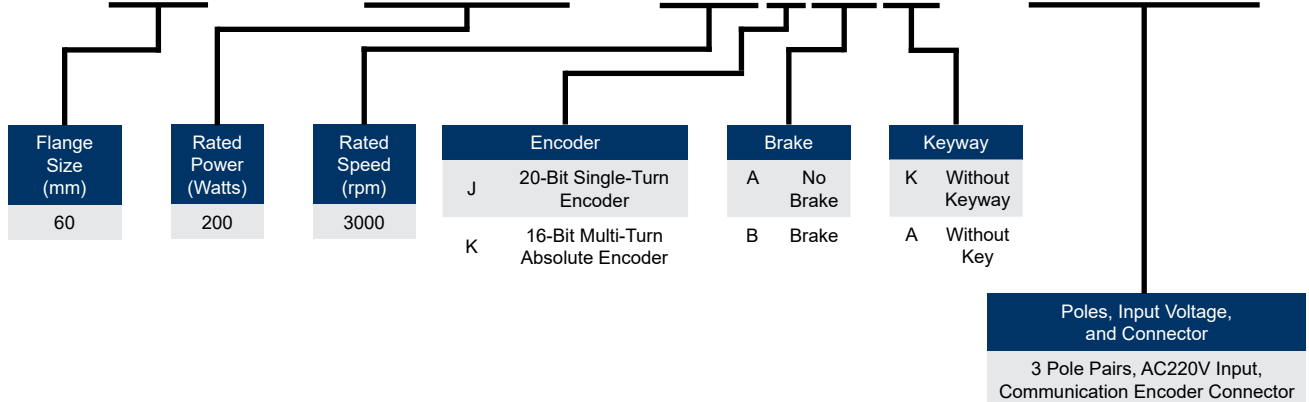 Flange
Size
(mm)
60
Rated
Power
(Watts)
200
Rated
Speed
(rpm)
3000
Encoder
J 20-Bit Single-Turn
Encoder
K 16-Bit Multi-Turn
Absolute Encoder
Brake
A No
Brake
B Brake
Keyway
K Without
Keyway
A Without
Key
Poles, Input Voltage,
and Connector
3 Pole Pairs, AC220V Input,
Communication Encoder Connector